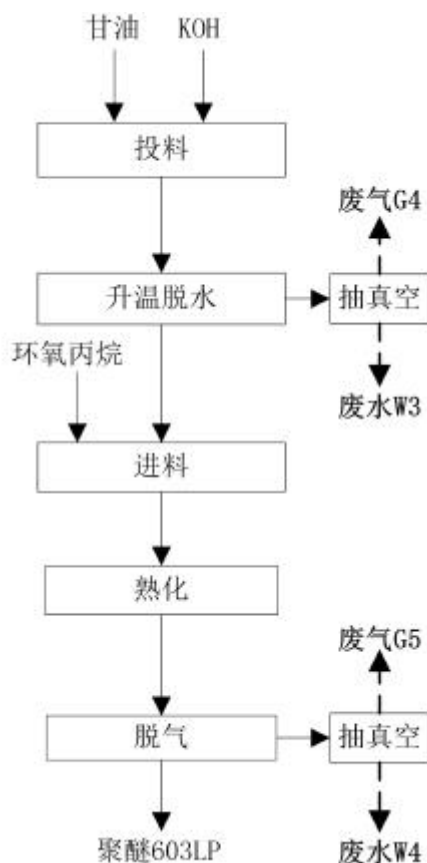 甘油 KOH
投料
废气G4
升温脱水 抽真空
环氧丙烷
废水W3
进料
熟化
废气G5
脱气 抽真空
聚醚603LP 废水W4